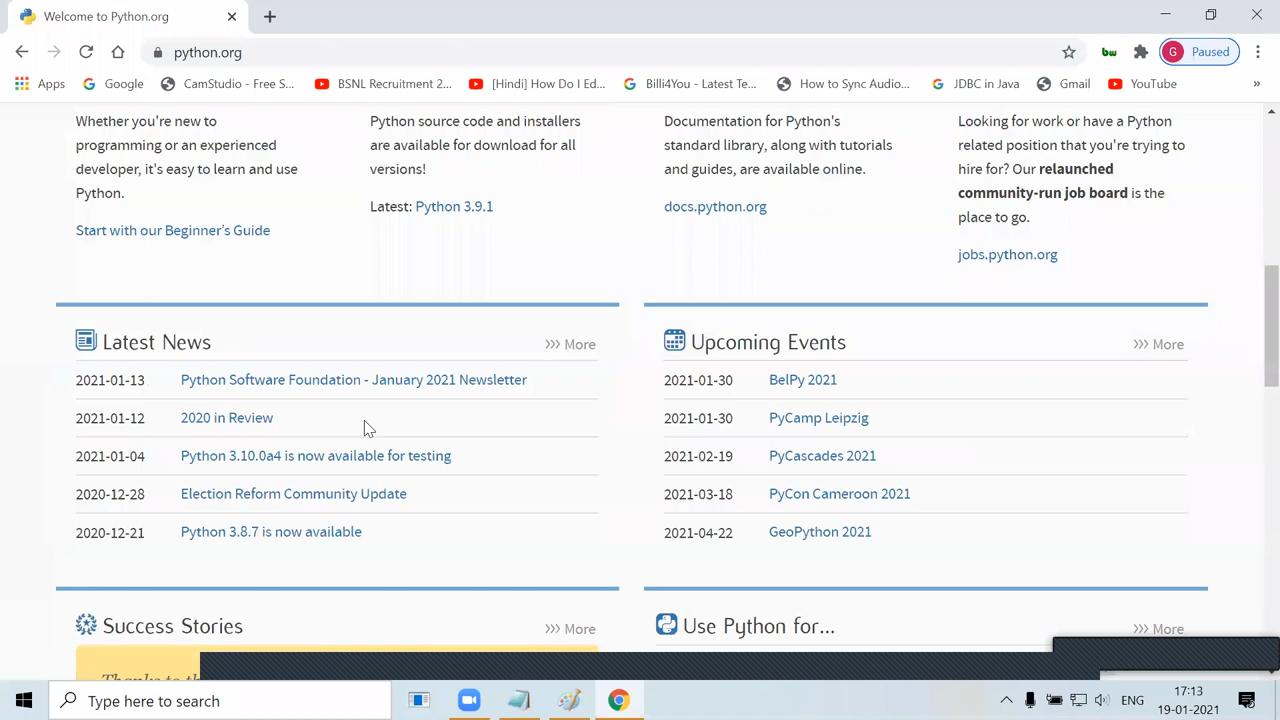 Welcome to Python.org
python.org
G Paused
Apps Google CamStudio - Free S... BSNL Recruitment 2... [Hindi] How Do I Ed... Billi4You - Latest Te... How to Sync Audio... JDBC in Java Gmail YouTube »
Whether you're new to
programming or an experienced
developer, it's easy to learn and use
Python.
Start with our Beginner's Guide
Python source code and installers
are available for download for all
versions!
Latest: Python 3.9.1
Documentation for Python's
standard library, along with tutorials
and guides, are available online.
docs.python.org
Looking for work or have a Python
related position that you're trying to
hire for? Our relaunched
community-run job board is the
place to go.
jobs.python.org
Latest News
>>> More
2021-01-13 Python Software Foundation - January 2021 Newsletter
2021-01-12 2020 in Review
2021-01-04 Python 3.10.0a4 is now available for testing
2020-12-28 Election Reform Community Update
2020-12-21 Python 3.8.7 is now available
Upcoming Events
>>> More
2021-01-30 BelPy 2021
2021-01-30 PyCamp Leipzig
2021-02-19 PyCascades 2021
2021-03-18 PyCon Cameroon 2021
2021-04-22 GeoPython 2021
Success Stories
>>> More
Thanks to
Use Python for...
>>> More
Type here to search
ENG
17:13
19-01-2021